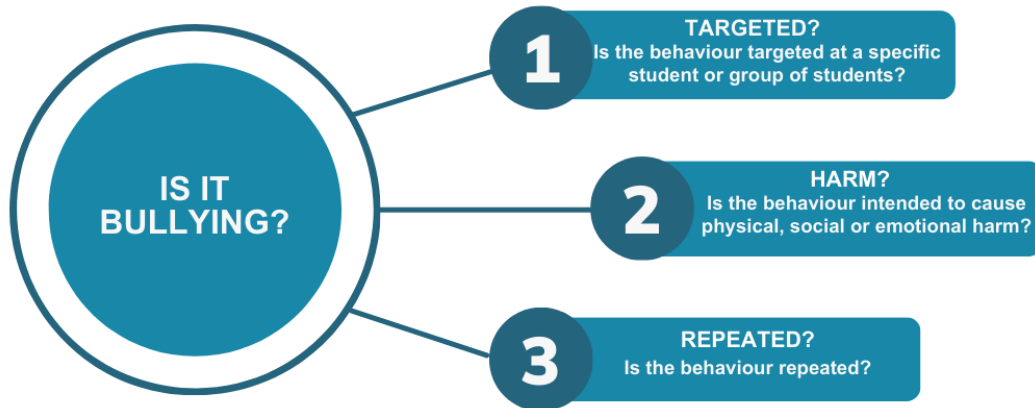 IS IT
BULLYING?
1
TARGETED?
Is the behaviour targeted at a specific
student or group of students?
2
HARM?
Is the behaviour intended to cause
physical, social or emotional harm?
3
REPEATED?
Is the behaviour repeated?